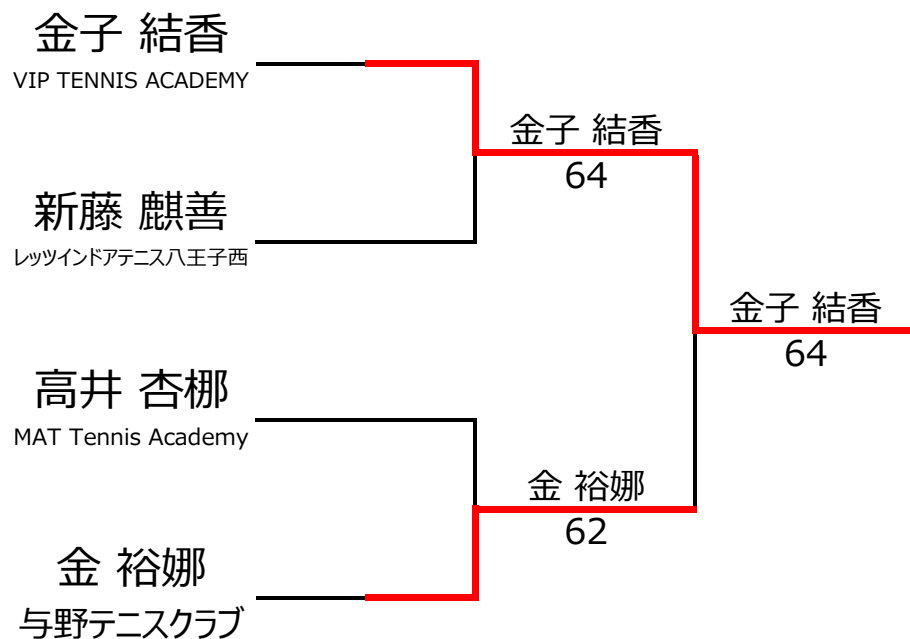 金子 結香
VIP TENNIS ACADEMY
新藤 麒善
レッツインドアテニス八王子西
高井 杏梛
MAT Tennis Academy
金 裕娜
与野テニスクラブ
金子 結香
64
金 裕娜
62
金子 結香
64